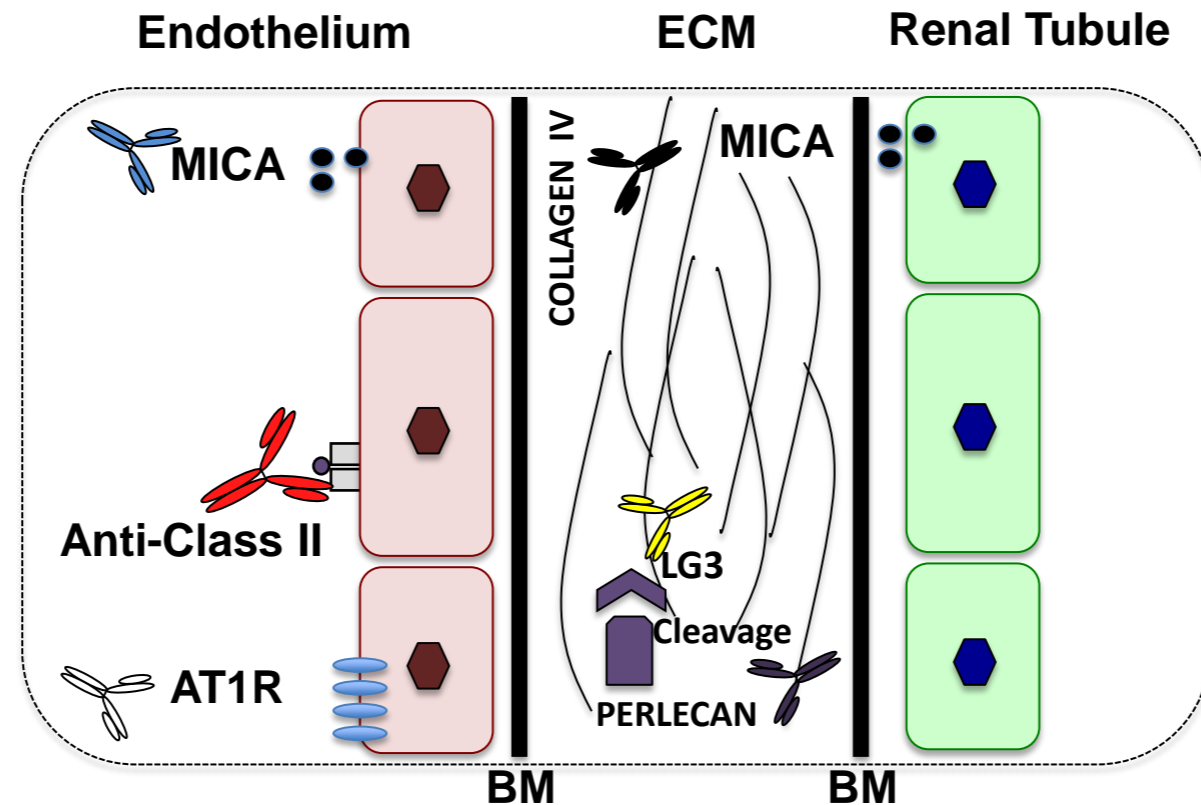 Endothelium
ECM
Renal Tubule
MICA
COLLAGEN IV
MICA
Anti-Class II
LG3
Cleavage
AT1R
PERLECAN
BM
BM